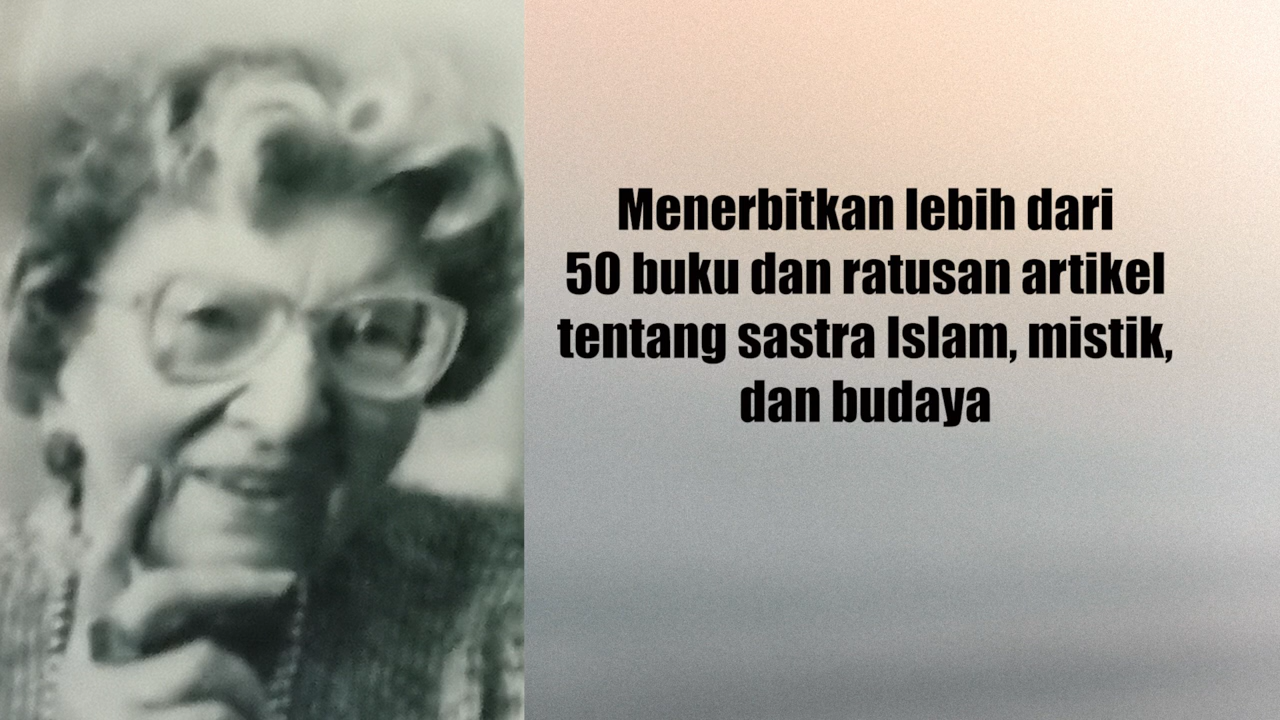 Menerbitkan lebih dari
50 buku dan ratusan artikel
tentang sastra Islam, mistik,
dan budaya